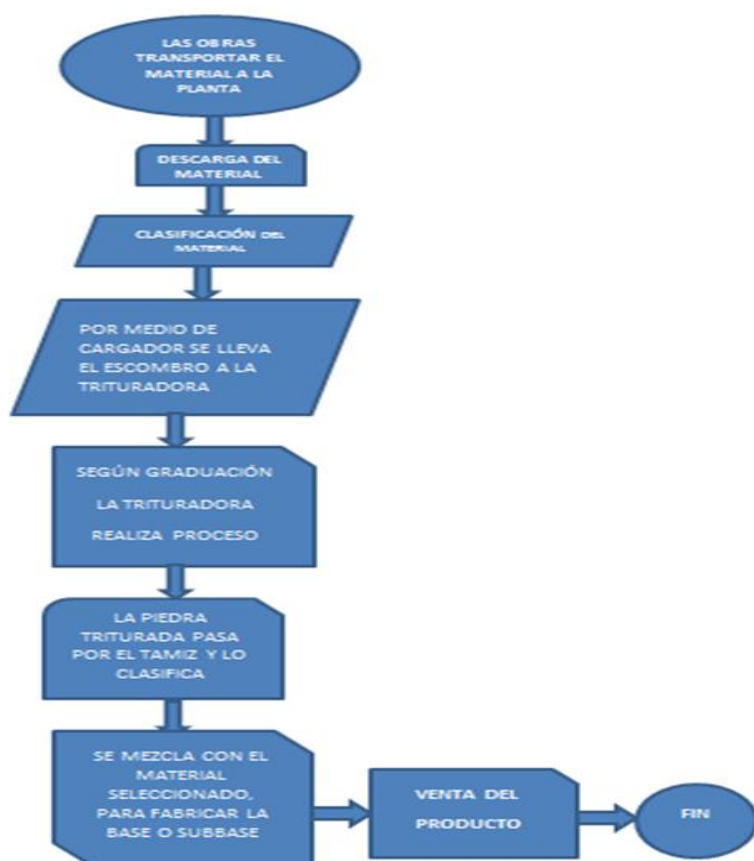 LAS OBRAS
TRANSPORTAR EL
MATERIAL A LA
PLANTA
DESCARGA DEL
MATERIAL
CLASIFICACIÓN DEL
MATERIAL
POR MEDIO DE
CARGADOR SE LLEVA
EL ESCOMBRO A LA
TRITURADORA
SEGÚN GRADUACIÓN
LA TRITURADORA
REALIZA PROCESO
LA PIEDRA
TRITURADA PASA
POR EL TAMIZ Y LO
CLASIFICA
SE MEZCLA CON EL
MATERIAL
SELECCIONADO,
PARA FABRICAR LA
BASE O SUBBASE
VENTA DEL
PRODUCTO
FIN